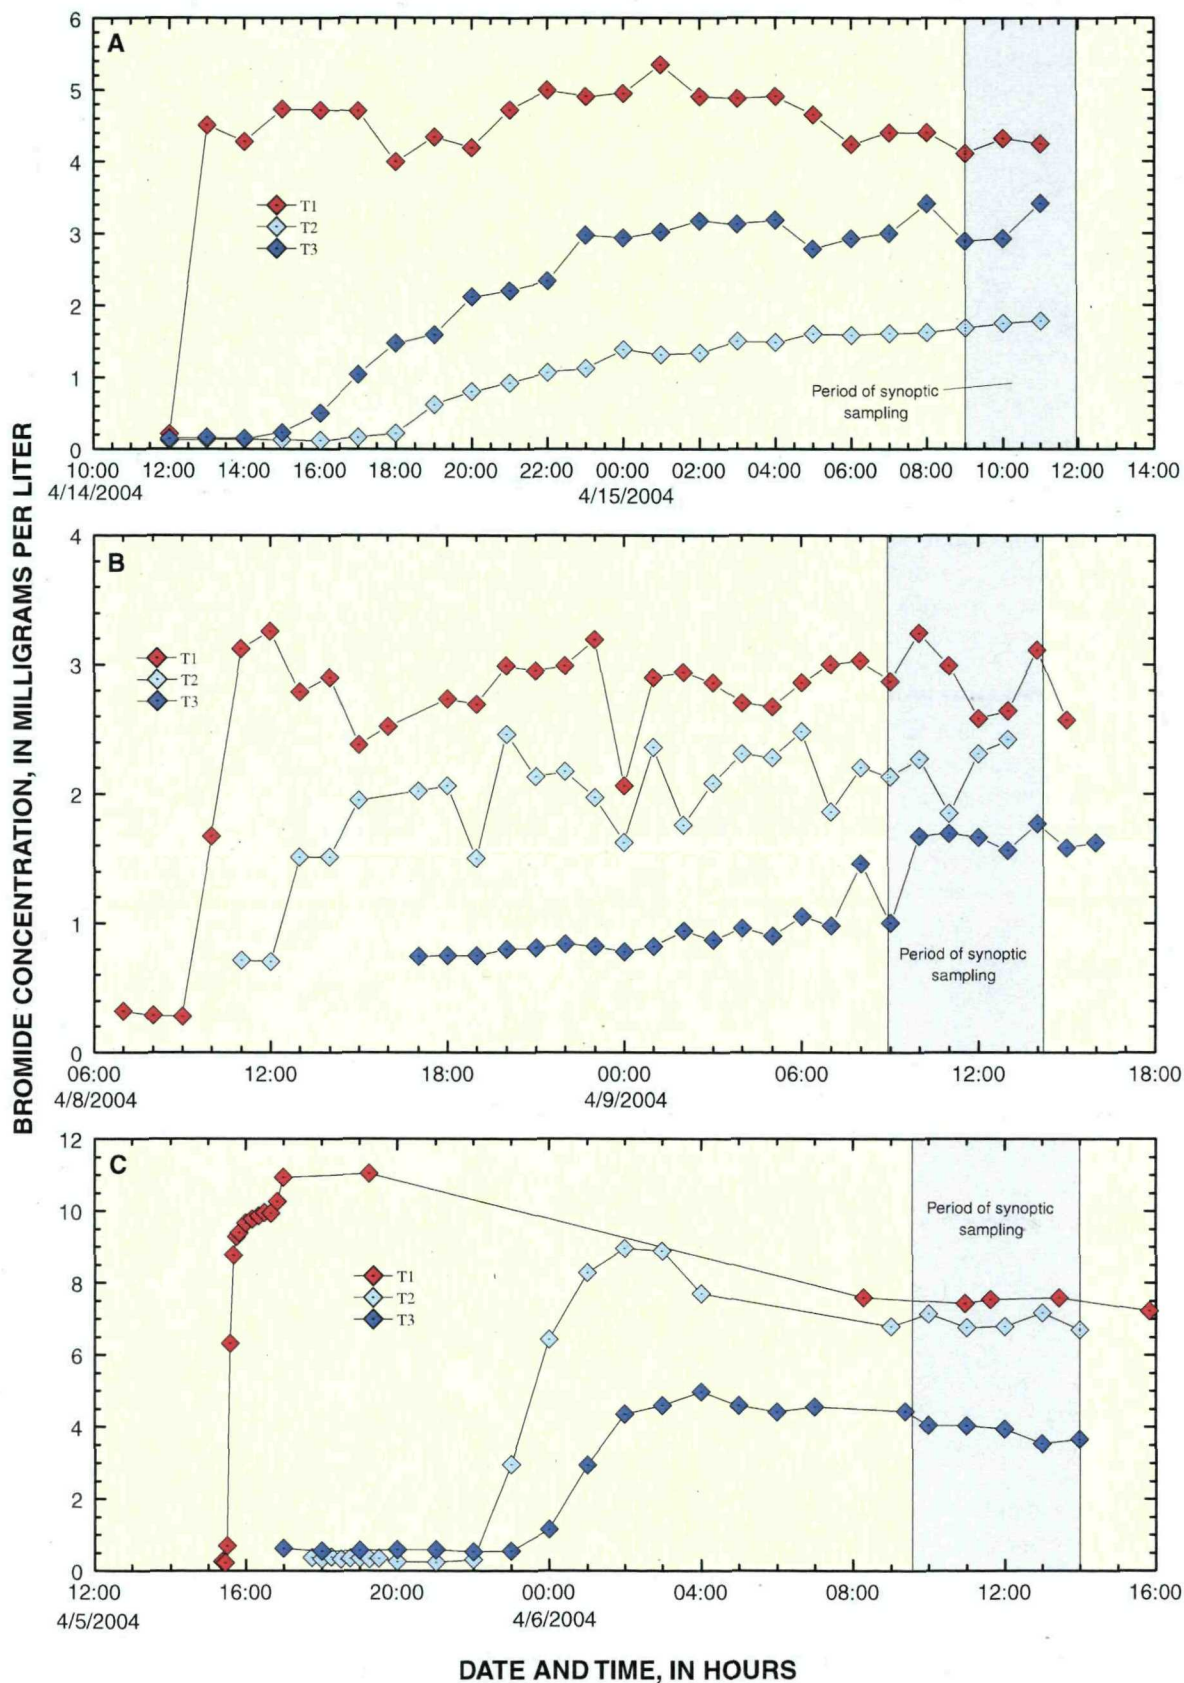 BROMIDE CONCENTRATION, IN MILLIGRAMS PER LITER
A
6
5
4
3
2
1
0
T1
T2
T3
Period of synoptic
sampling
10:00 12:00 14:00 16:00 18:00 20:00 22:00 00:00 02:00 04:00 06:00 08:00 10:00 12:00 14:00
4/14/2004 4/15/2004
B
4
3
2
1
0
T1
T2
T3
Period of synoptic
sampling
06:00 12:00 18:00 00:00 06:00 12:00 18:00
4/8/2004 4/9/2004
C
12
10
8
6
4
2
0
Period of synoptic
sampling
T1
T2
T3
12:00 16:00 20:00 00:00 04:00 08:00 12:00 16:00
4/5/2004 4/6/2004
DATE AND TIME, IN HOURS